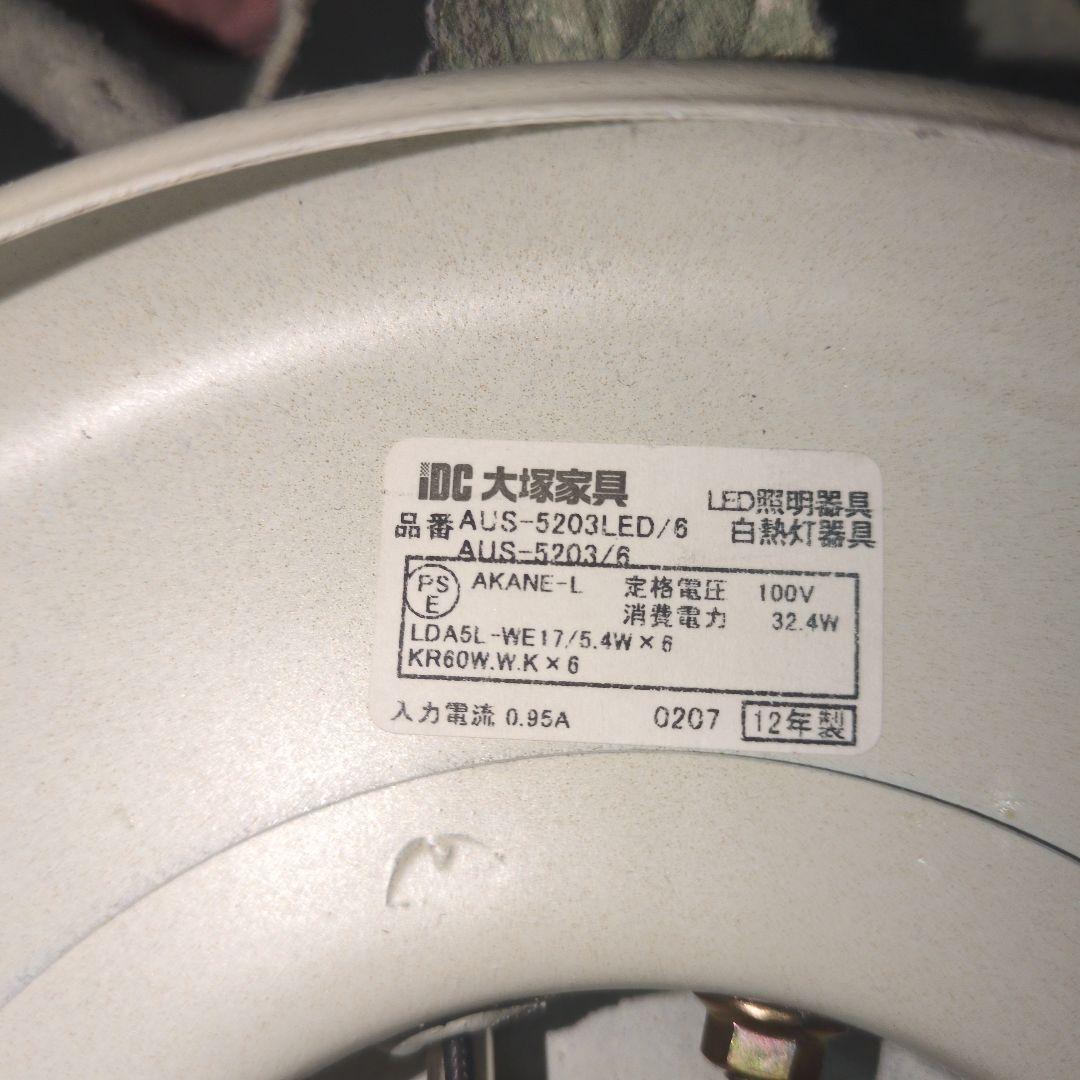 iDC 大塚家具
LED照明器具
品番 AUS-5203LED/6
白熱灯器具
AUS-5203/6
PSE AKANE-L 定格電圧 100V
消費電力 32.4W
LDA5L-WE17/5.4W×6
KR60W.W.K×6
入力電流 0.95A 0207 12年製